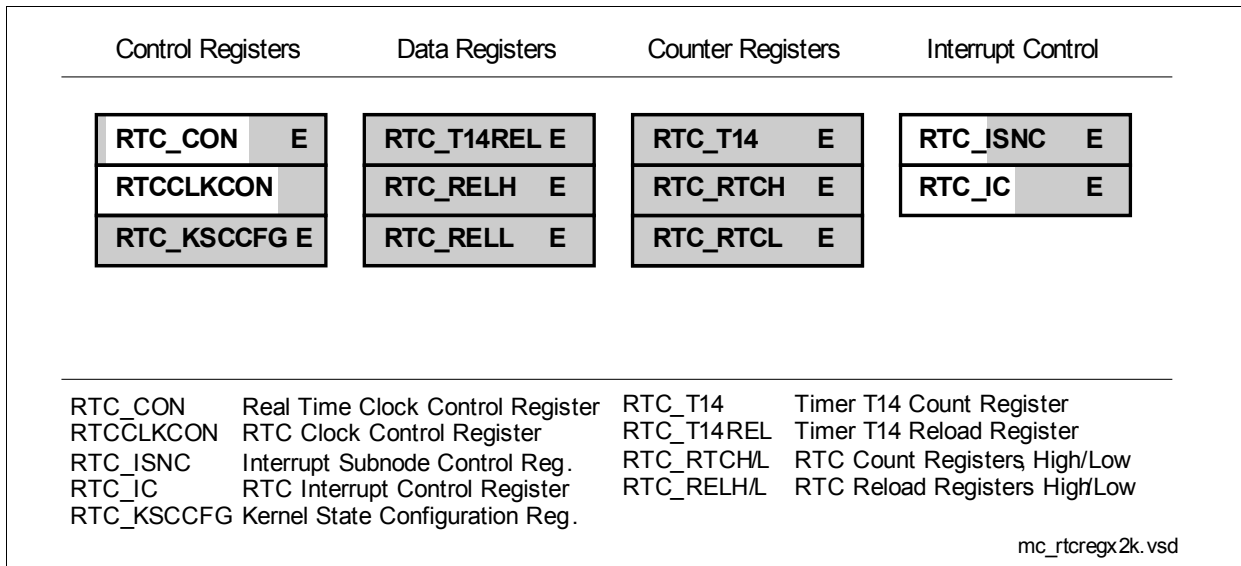 Control Registers Data Registers Counter Registers Interrupt Control
RTC_CON E RTC_T14REL E RTC_T14 E RTC_ISNC E
RTCCLKCON RTC_RELH E RTC_RTCH E RTC_IC E
RTC_KSCCFG E RTC_RELL E RTC_RTCL E
RTC_CON Real Time Clock Control Register RTC_T14 Timer T14 Count Register
RTCCLKCON RTC Clock Control Register RTC_T14REL Timer T14 Reload Register
RTC_ISNC Interrupt Subnode Control Reg. RTC_RTCH/L RTC Count Registers, High/Low
RTC_IC RTC Interrupt Control Register RTC_RELH/L RTC Reload Registers High/Low
RTC_KSCCFG Kernel State Configuration Reg.
mc_rtcregx2k.vsd